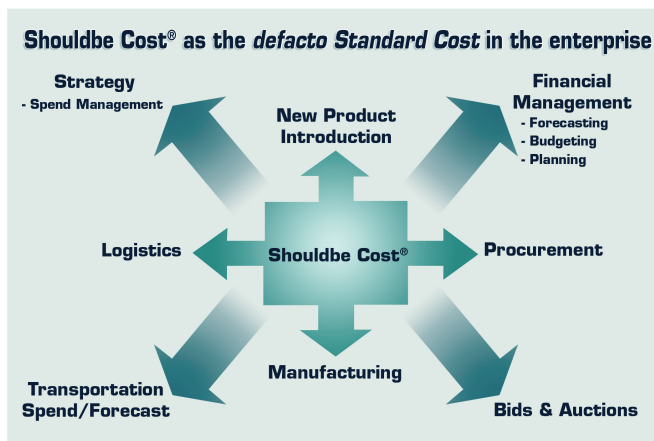 Shouldbe Cost® as the defacto Standard Cost in the enterprise
Strategy
- Spend Management
New Product
Introduction
Financial
Management
- Forecasting
- Budgeting
- Planning
Logistics
Shouldbe Cost®
Procurement
Manufacturing
Transportation
Spend/Forecast
Bids & Auctions